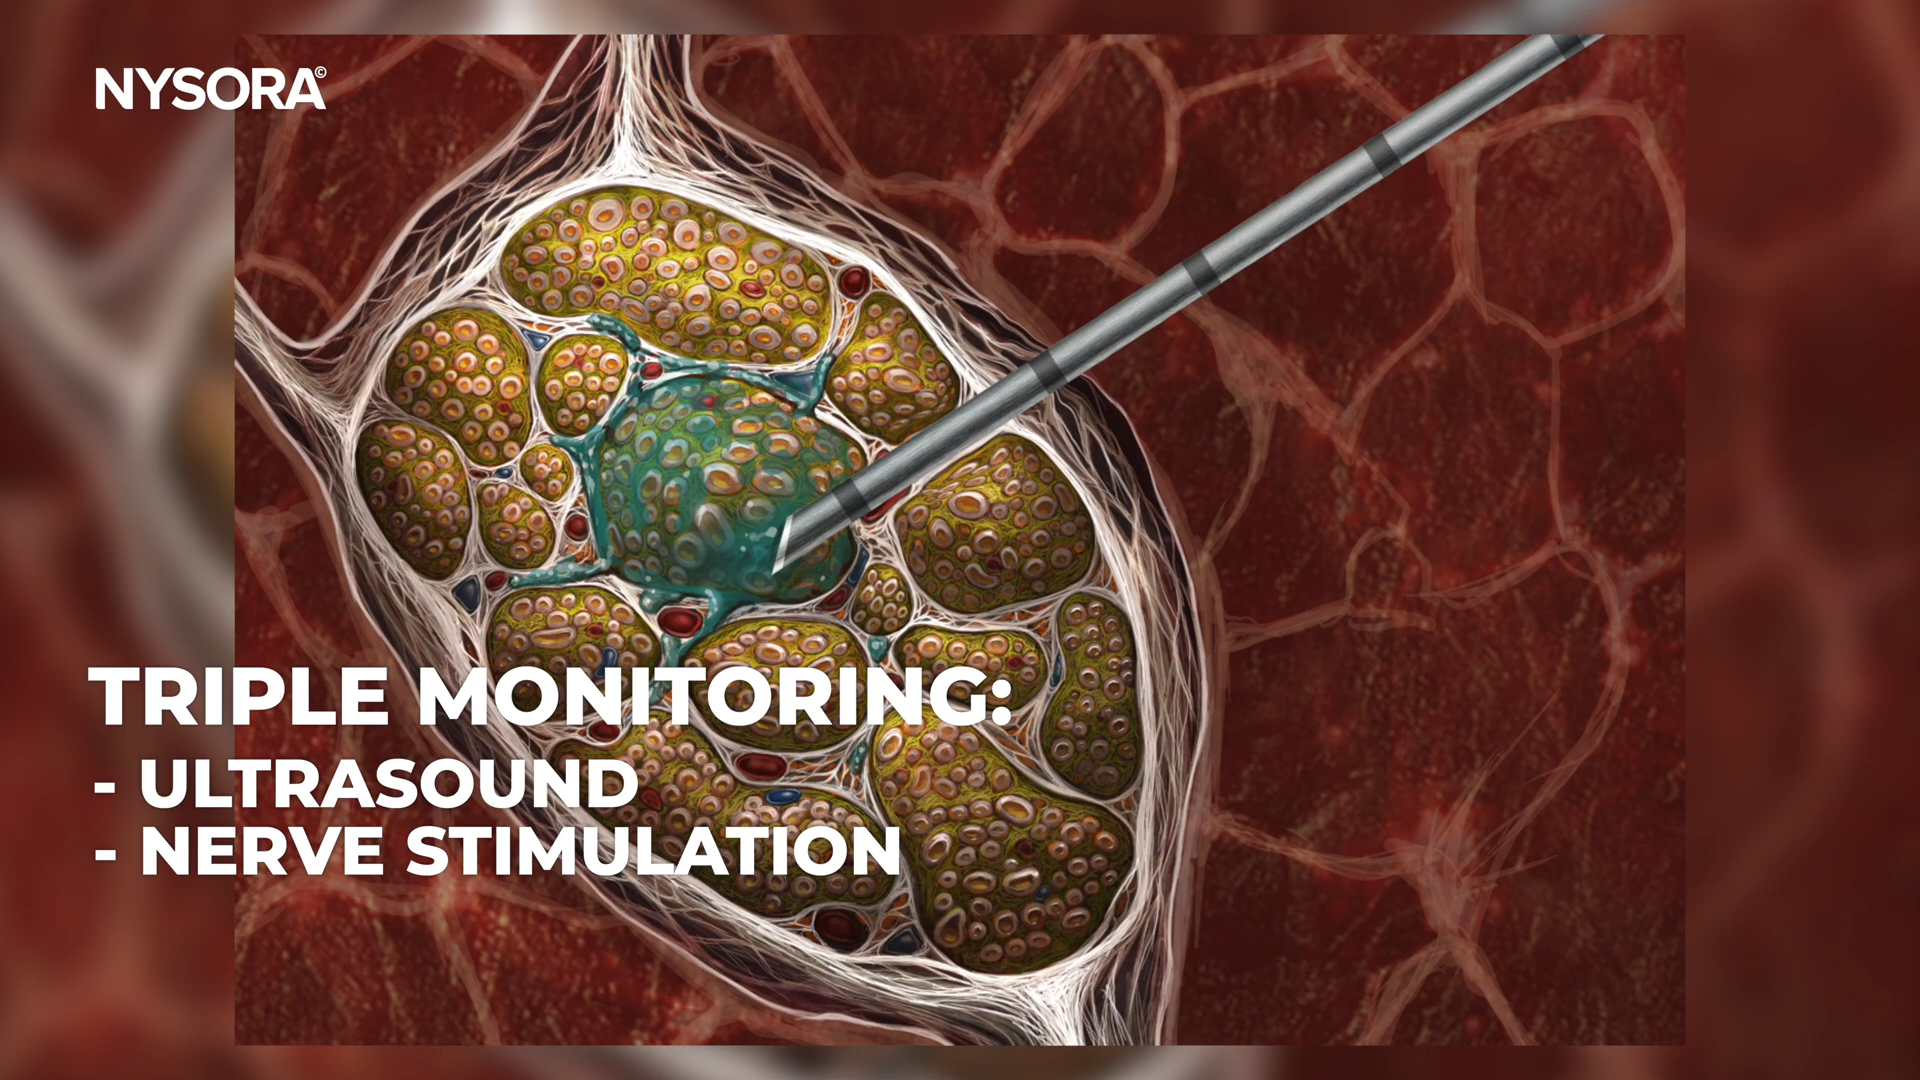 NYSORA©
TRIPLE MONITORING:
- ULTRASOUND
- NERVE STIMULATION